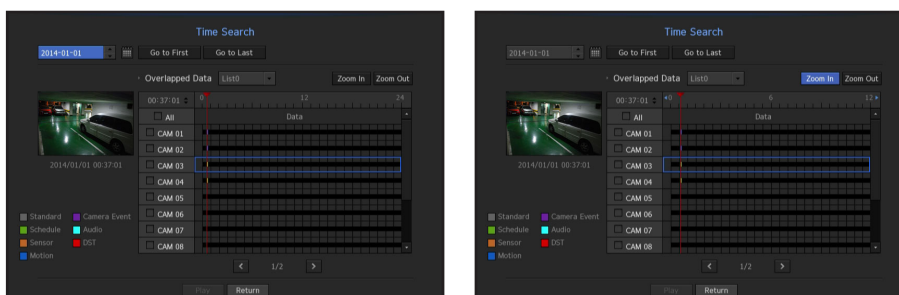 Time Search
2014-01-01 Go to First Go to Last
Overlapped Data List0 Zoom In Zoom Out
00:37:01 0 12 24
All Data
CAM 01
CAM 02
2014/01/01 00:37:01 CAM 03
CAM 04
CAM 05
Standard Camera Event CAM 06
Schedule Audio CAM 07
Sensor DST CAM 08
Motion
1/2
Play Return
Time Search
2014-01-01 Go to First Go to Last
Overlapped Data List0 Zoom In Zoom Out
00:37:01 0 6 12
All Data
CAM 01
CAM 02
2014/01/01 00:37:01 CAM 03
CAM 04
CAM 05
Standard Camera Event CAM 06
Schedule Audio CAM 07
Sensor DST CAM 08
Motion
1/2
Play Return